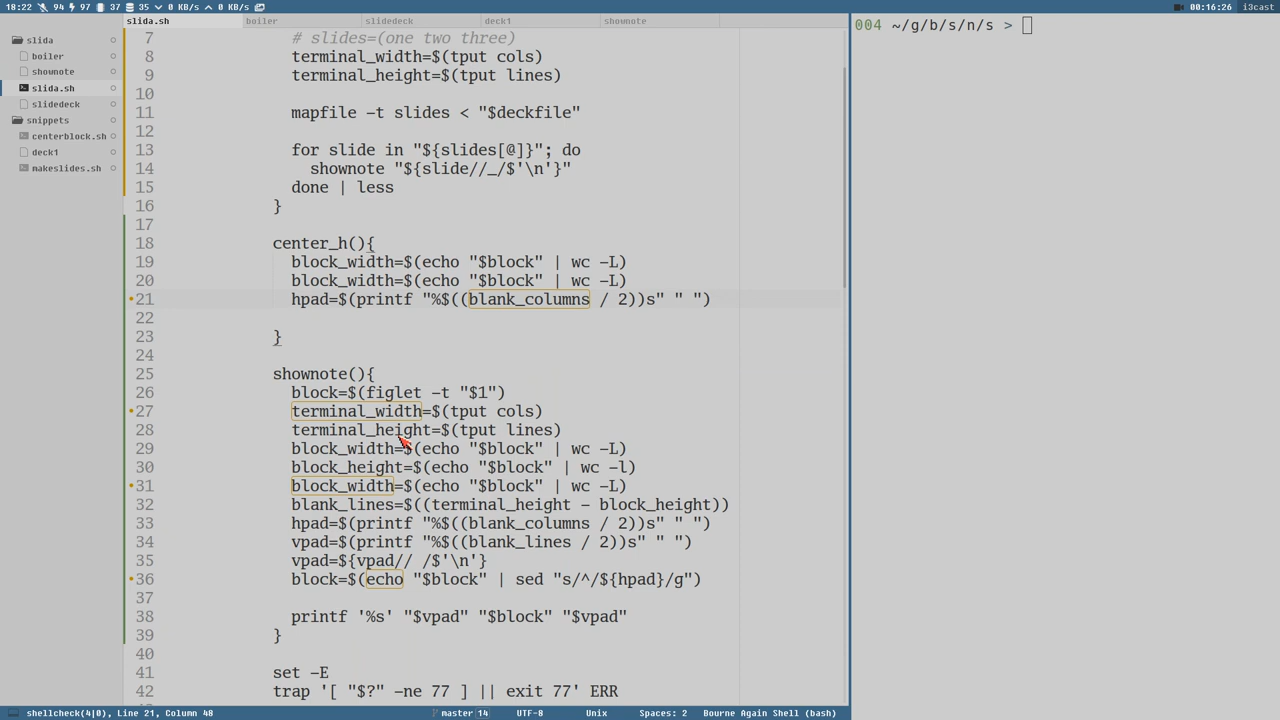 18:22 94 97 37 35 0 KB/s 0 KB/s 00:16:26 i3cast
slida.sh boiler slidedeck deck1 shownote
slida
boiler
shownote
slida.sh
slidedeck
snippets
centerblock.sh
deck1
makeslides.sh
7 # slides=(one two three)
8 terminal_width=$(tput cols)
9 terminal_height=$(tput lines)
10
11 mapfile -t slides < "$deckfile"
12
13 for slide in "${slides[@]}"; do
14 shownote "${slide//_/$'\n'}"
15 done | less
16 }
17
18 center_h(){
19 block_width=$(echo "$block" | wc -L)
20 block_width=$(echo "$block" | wc -L)
21 hpad=$(printf "%$((blank_columns / 2))s" " ")
22
23 }
24
25 shownote(){
26 block=$(figlet -t "$1")
27 terminal_width=$(tput cols)
28 terminal_height=$(tput lines)
29 block_width=$(echo "$block" | wc -L)
30 block_height=$(echo "$block" | wc -l)
31 block_width=$(echo "$block" | wc -L)
32 blank_lines=$((terminal_height - block_height))
33 hpad=$(printf "%$((blank_columns / 2))s" " ")
34 vpad=$(printf "%$((blank_lines / 2))s" " ")
35 vpad=${vpad// /$'\n'}
36 block=$(echo "$block" | sed "s/^/${hpad}/g")
37
38 printf '%s' "$vpad" "$block" "$vpad"
39 }
40
41 set -E
42 trap '[ "$?" -ne 77 ] || exit 77' ERR
004 ~/g/b/s/n/s >
shellcheck(4|0), Line 21, Column 48 master 14 UTF-8 Unix Spaces: 2 Bourne Again Shell (bash)